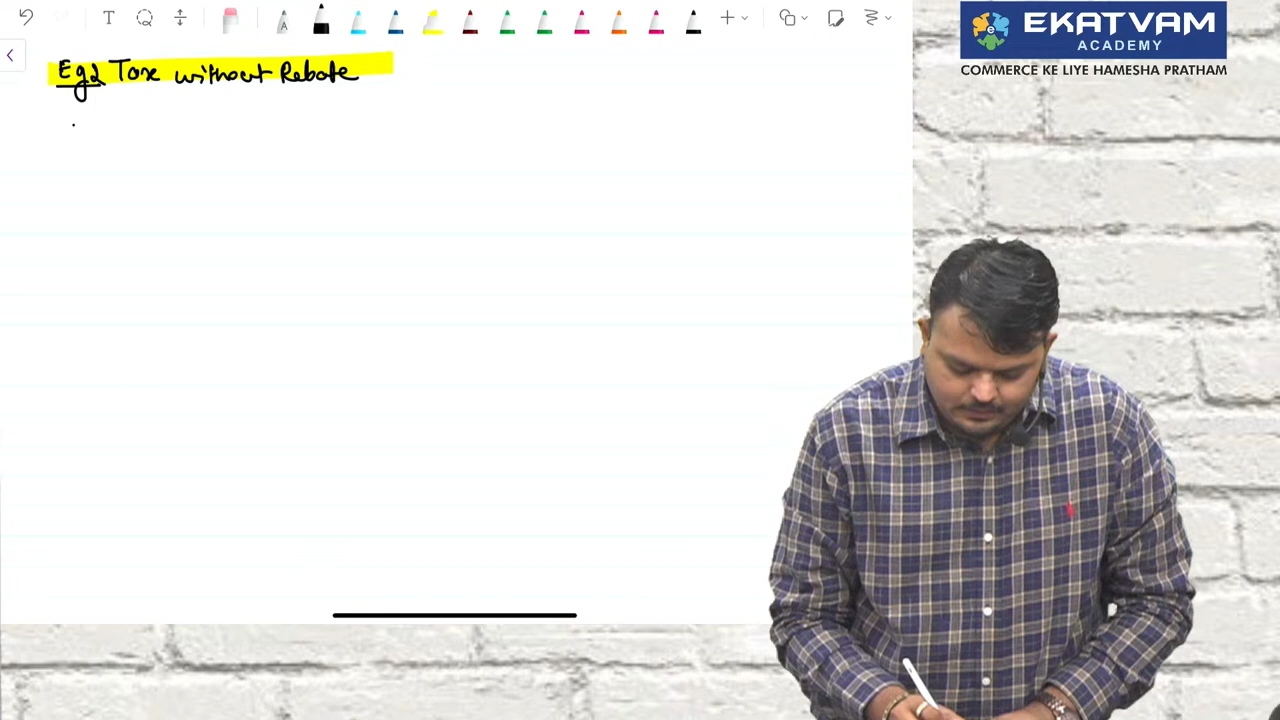 EKATVAM
ACADEMY
COMMERCE KE LIYE HAMESHA PRATHAM
Eg2 Tax without Rebate